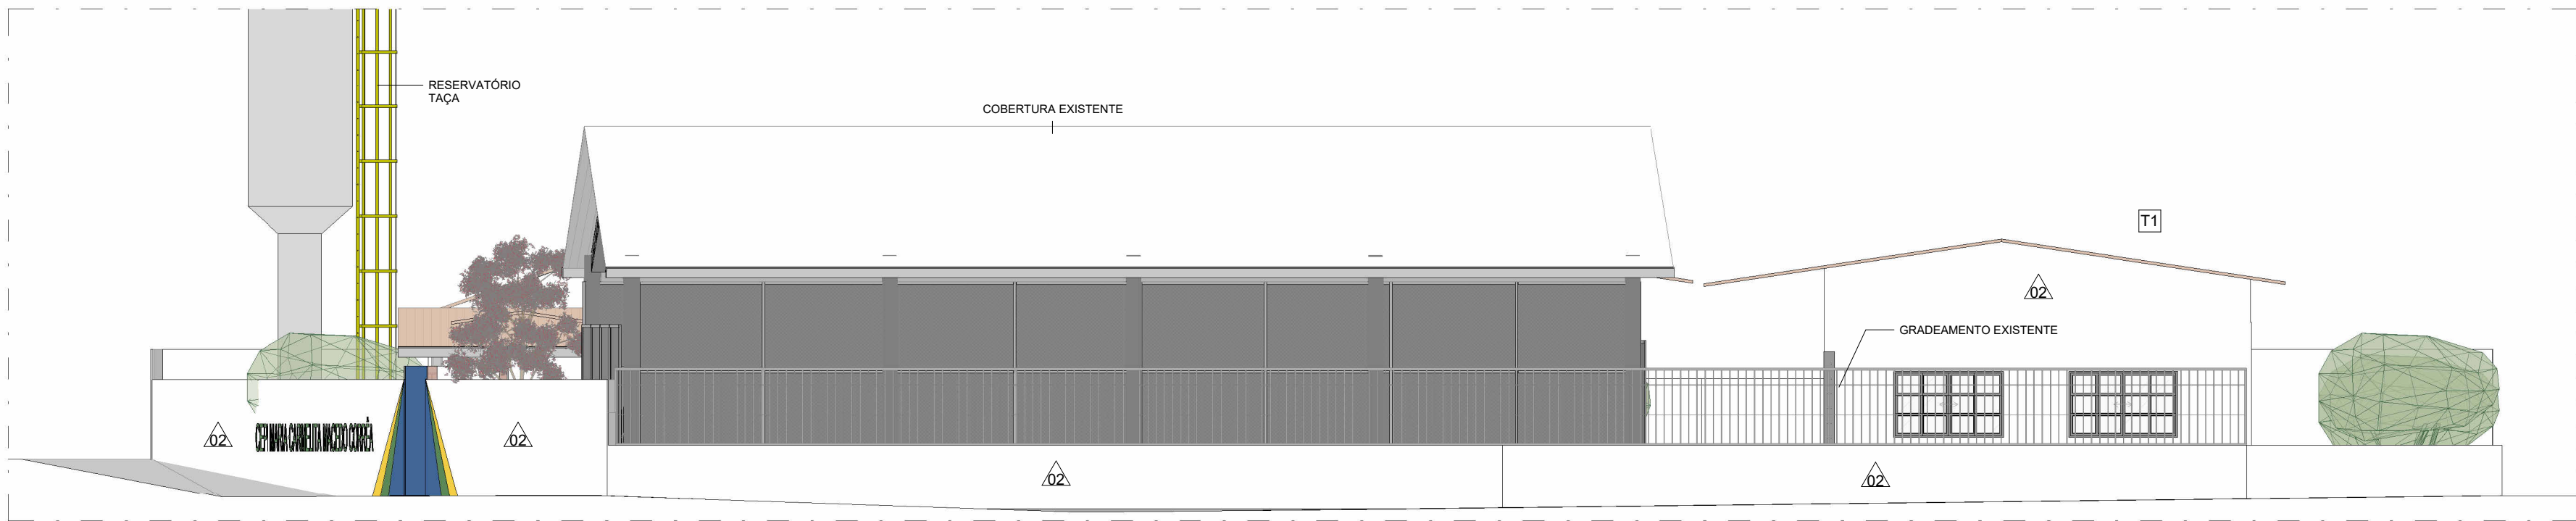 RESERVATÓRIO
TAÇA
COBERTURA EXISTENTE
T1
02
GRADEAMENTO EXISTENTE
02
CEPI MARIA CARMELITA MACEDO CORRÊA
02
02
02